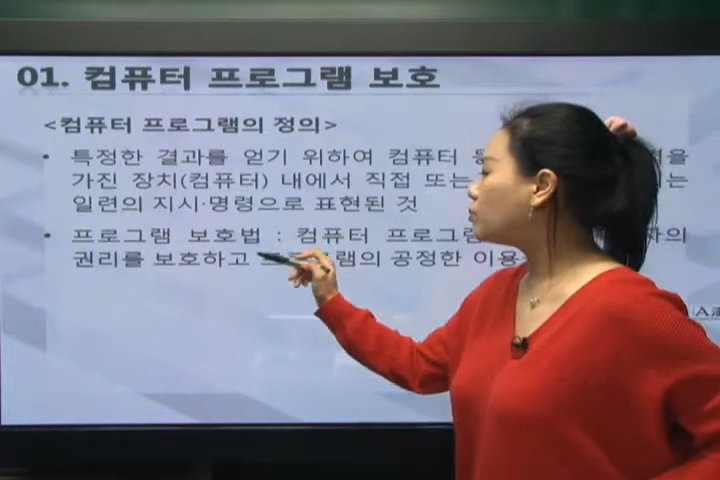 01. 컴퓨터 프로그램 보호
<컴퓨터 프로그램의 정의>
• 특정한 결과를 얻기 위하여 컴퓨터
가진 장치(컴퓨터) 내에서 직접 또는
일련의 지시·명령으로 표현된 것
• 프로그램 보호법 : 컴퓨터 프로그
권리를 보호하고 공정한 이용